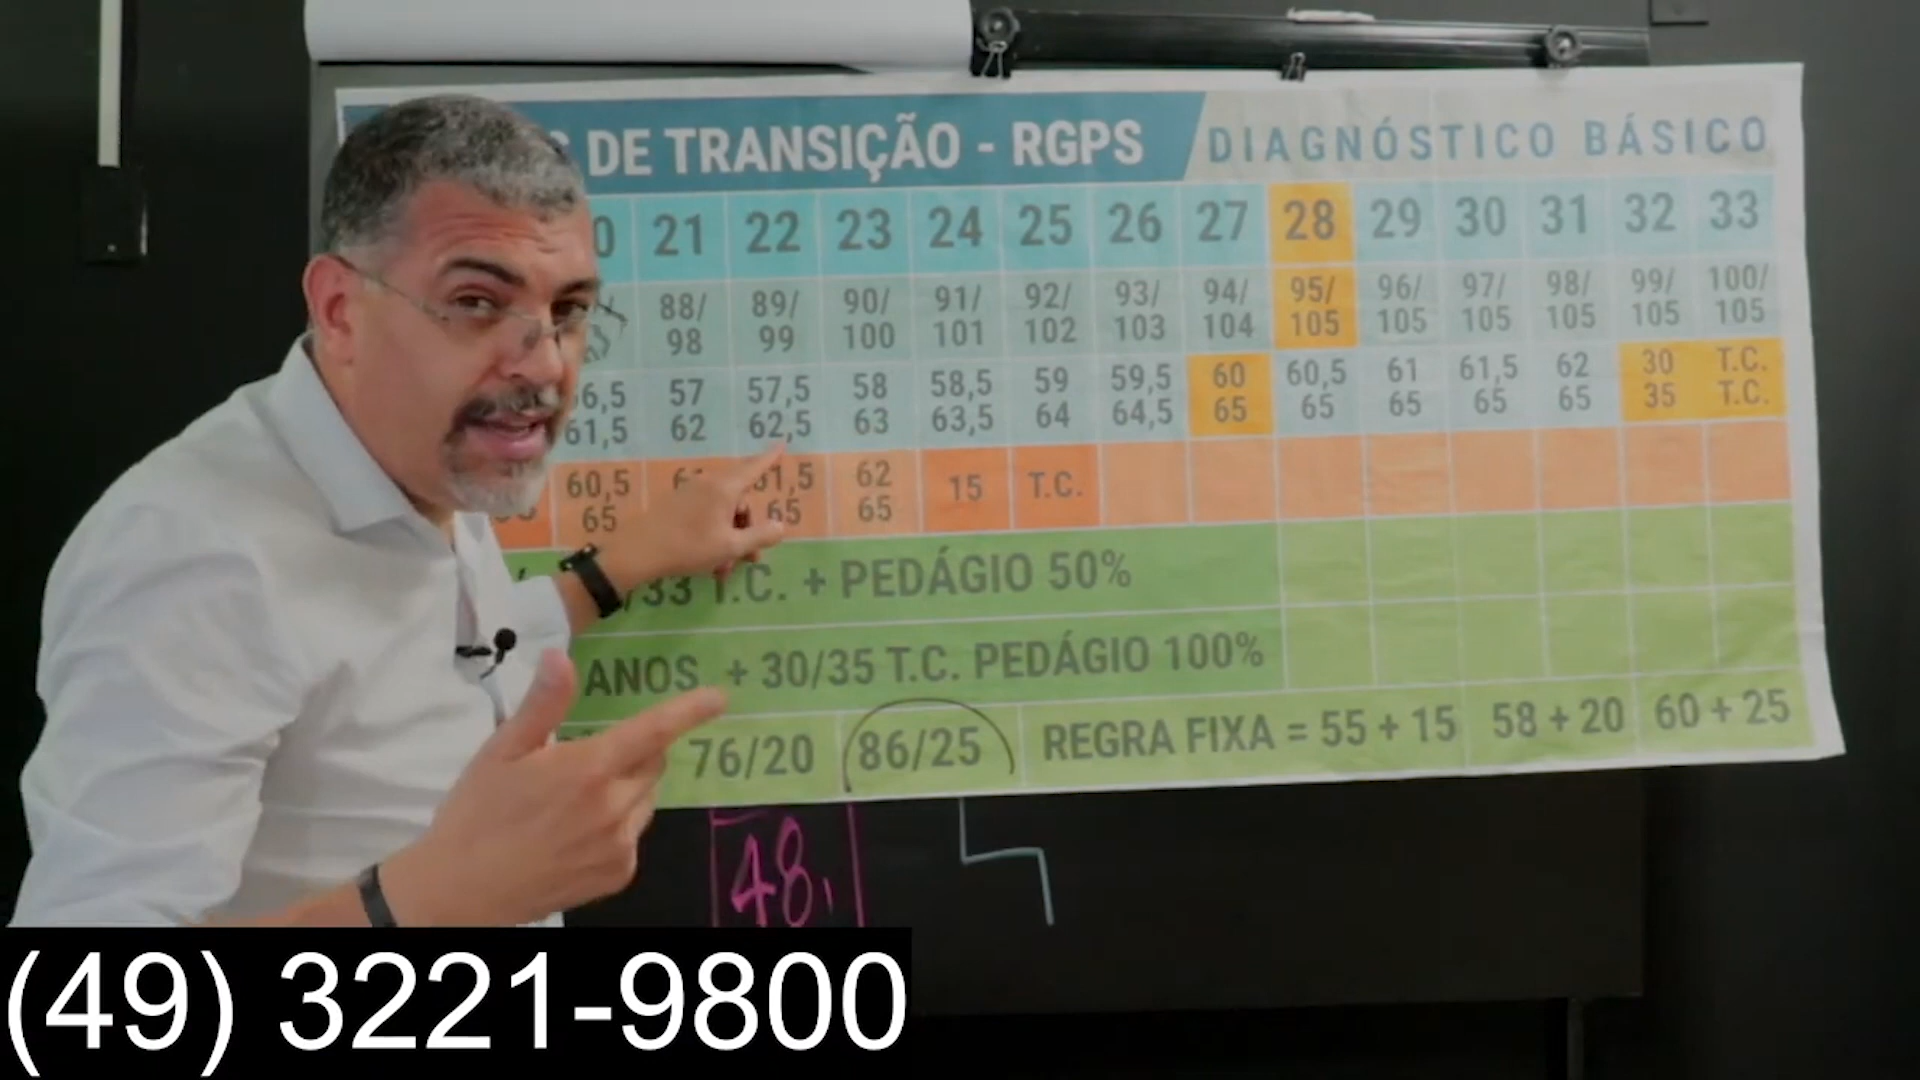 DE TRANSIÇÃO - RGPS DIAGNÓSTICO BÁSICO
21 22 23 24 25 26 27 28 29 30 31 32 33
88/ 89/ 90/ 91/ 92/ 93/ 94/ 95/ 96/ 97/ 98/ 99/ 100/
98 99 100 101 102 103 104 105 105 105 105 105 105
57 57,5 58 58,5 59 59,5 60 60,5 61 61,5 62 30 T.C.
61,5 62 62,5 63 63,5 64 64,5 65 65 65 65 65 35 T.C.
60,5 62 15 T.C.
65 65 65
/33 T.C. + PEDÁGIO 50%
ANOS + 30/35 T.C. PEDÁGIO 100%
76/20 86/25 REGRA FIXA = 55 + 15 58 + 20 60 + 25
48,
(49) 3221-9800